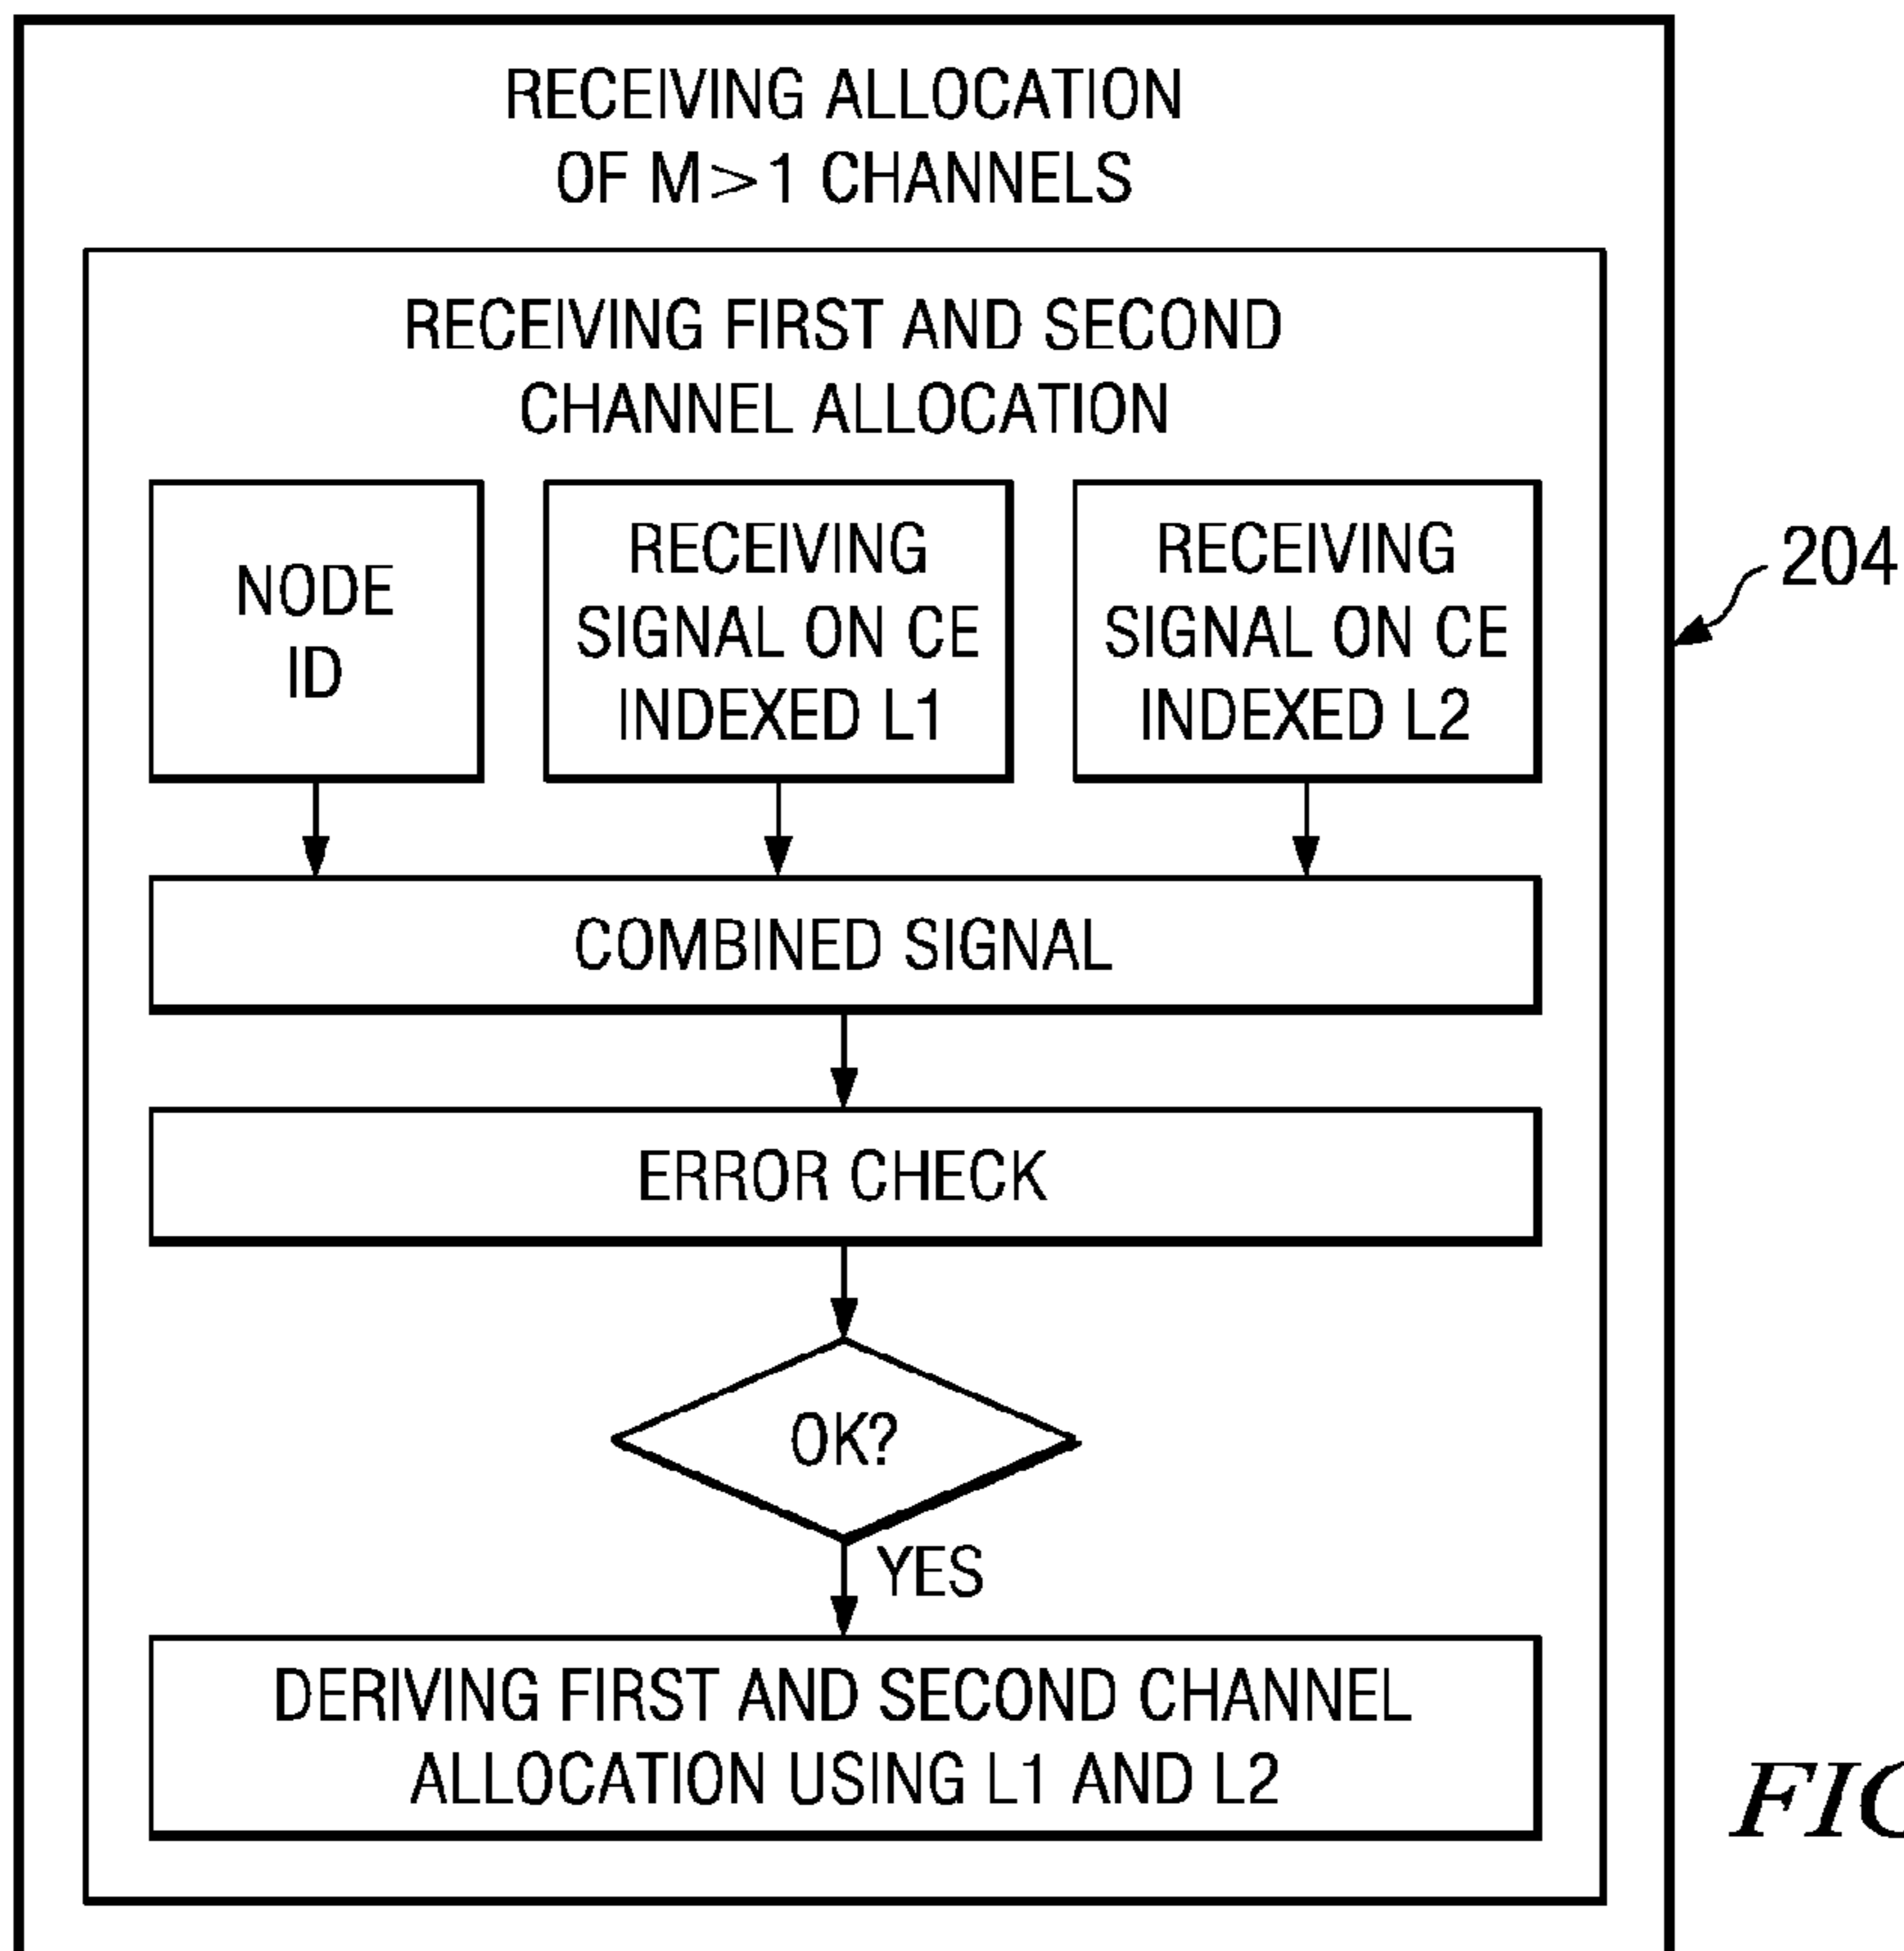 RECEIVING ALLOCATION
OF M>1 CHANNELS
RECEIVING FIRST AND SECOND
CHANNEL ALLOCATION
NODE
ID
RECEIVING
SIGNAL ON CE
INDEXED L1
RECEIVING
SIGNAL ON CE
INDEXED L2
204
COMBINED SIGNAL
ERROR CHECK
OK?
YES
DERIVING FIRST AND SECOND CHANNEL
ALLOCATION USING L1 AND L2